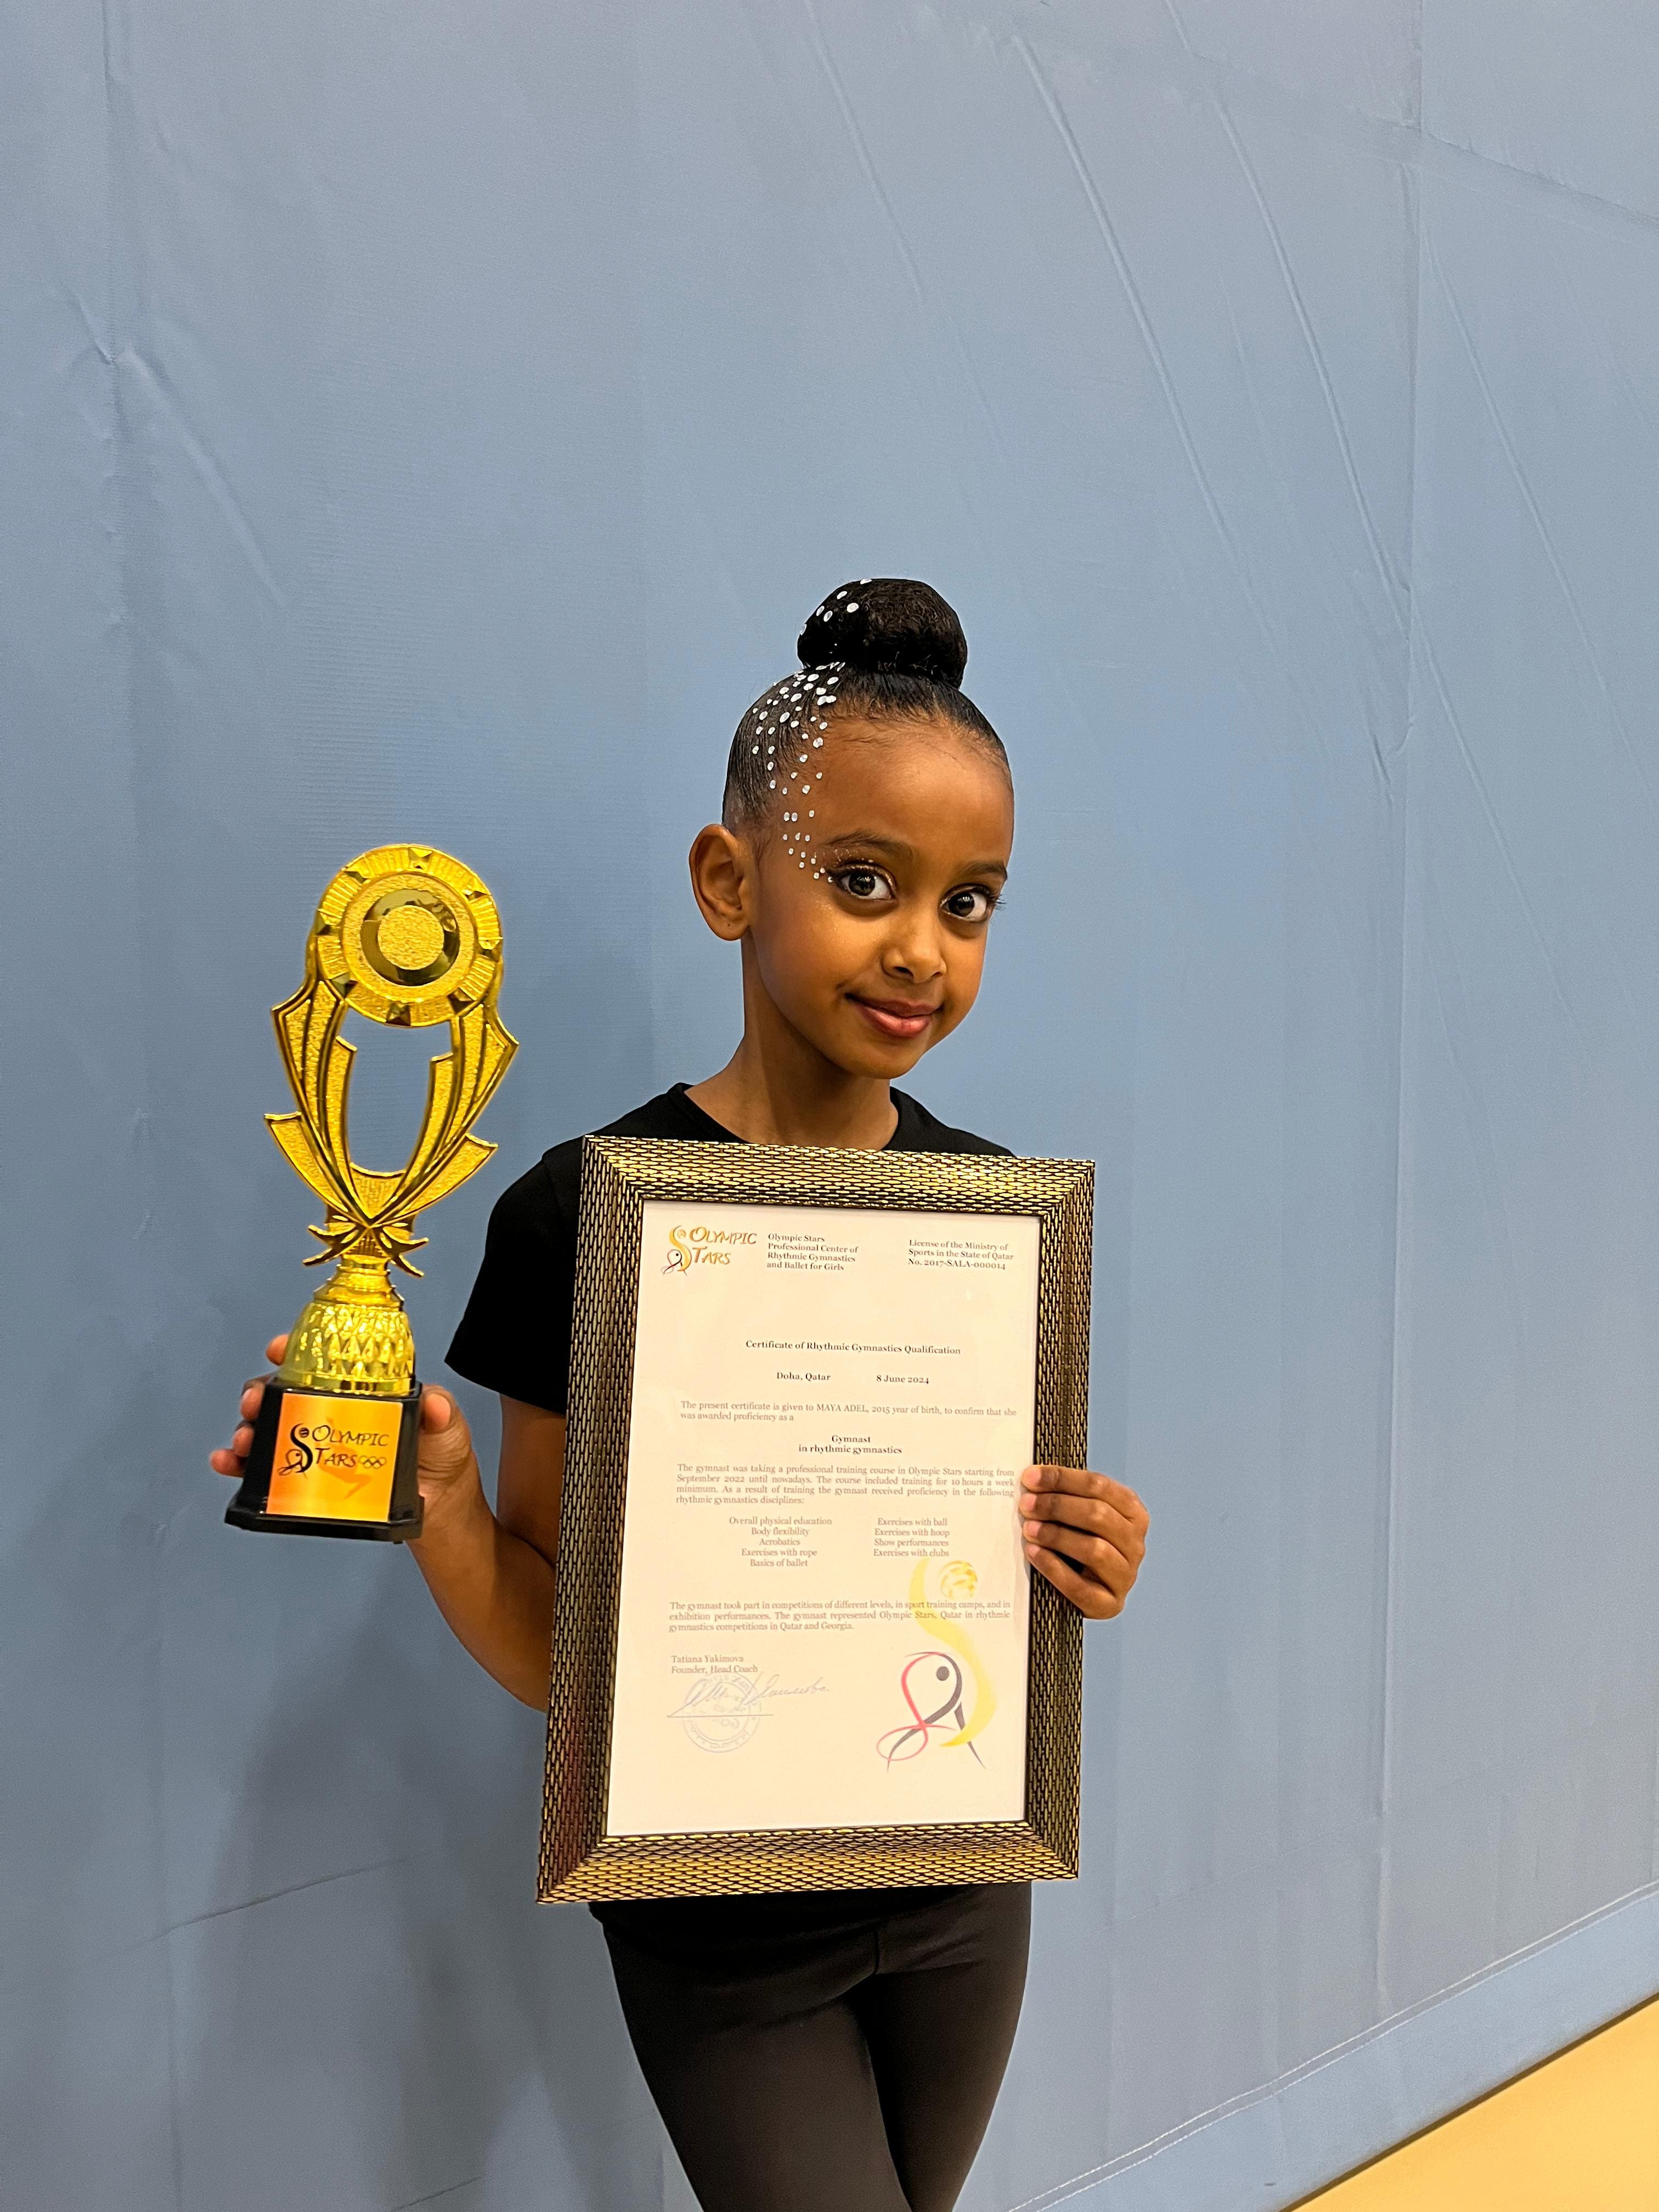 OLYMPIC
STARS
Olympic Stars
Professional Center of
Rhythmic Gymnastics
and Ballet for Girls
License of the Ministry of
Sports in the State of Qatar
No. 2017-SALA-000014
Certificate of Rhythmic Gymnastics Qualification
Doha, Qatar 8 June 2024
The present certificate is given to MAYA ADEL, 2015 year of birth, to confirm that she
was awarded proficiency as a
Gymnast
in rhythmic gymnastics
The gymnast was taking a professional training course in Olympic Stars starting from
September 2022 until nowadays. The course included training for 10 hours a week
minimum. As a result of training the gymnast received proficiency in the following
rhythmic gymnastics disciplines:
Overall physical education
Body flexibility
Acrobatics
Exercises with rope
Basics of ballet
Exercises with ball
Exercises with hoop
Show performances
Exercises with clubs
The gymnast took part in competitions of different levels, in sport training camps, and in
exhibition performances. The gymnast represented Olympic Stars, Qatar in rhythmic
gymnastics competitions in Qatar and Georgia.
Tatiana Yakimova
Founder, Head Coach
OLYMPIC
STARS